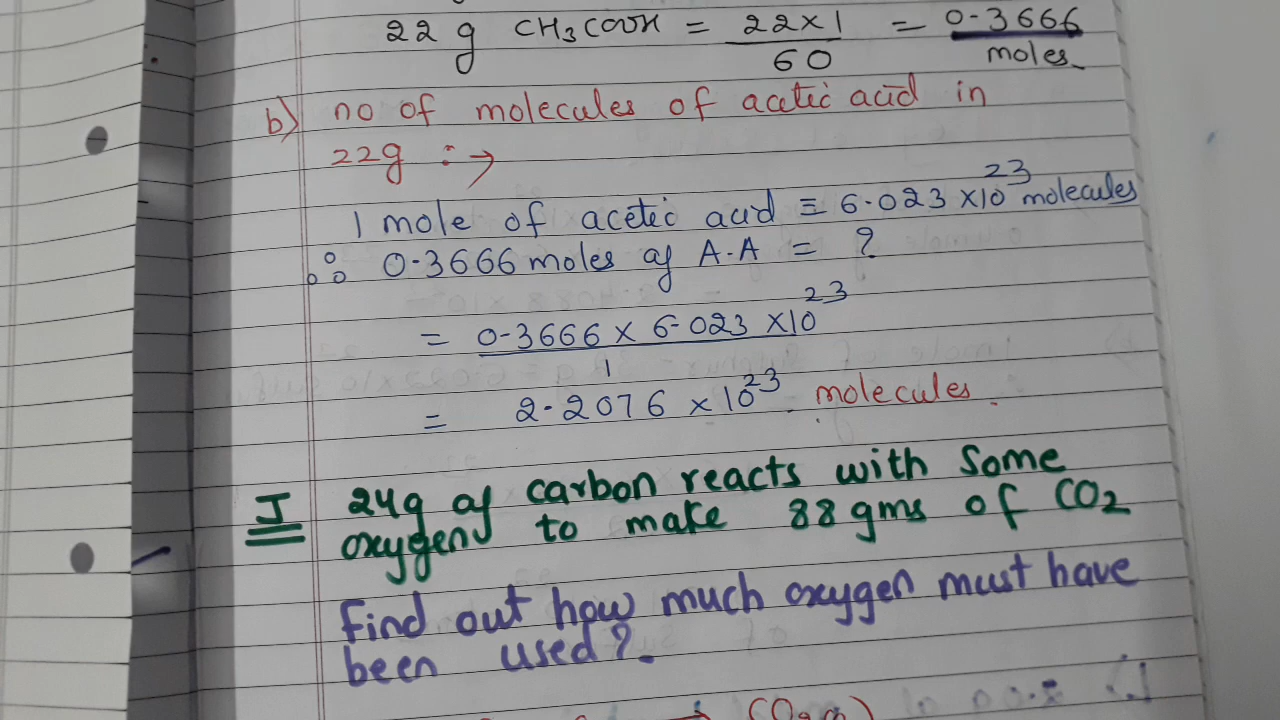 22 g CH3COOH = 22×1 / 60 = 0.3666 moles
b) no of molecules of acetic acid in
22g :→
1 mole of acetic acid = 6.023 ×10^23 molecules
∴ 0.3666 moles of A.A = ?
= 0.3666 × 6.023 ×10^23 / 1
= 2.2076 × 10^23 molecules.
I 24g of carbon reacts with some
oxygen to make 88 gms of CO2
find out how much oxygen must have
been used?.